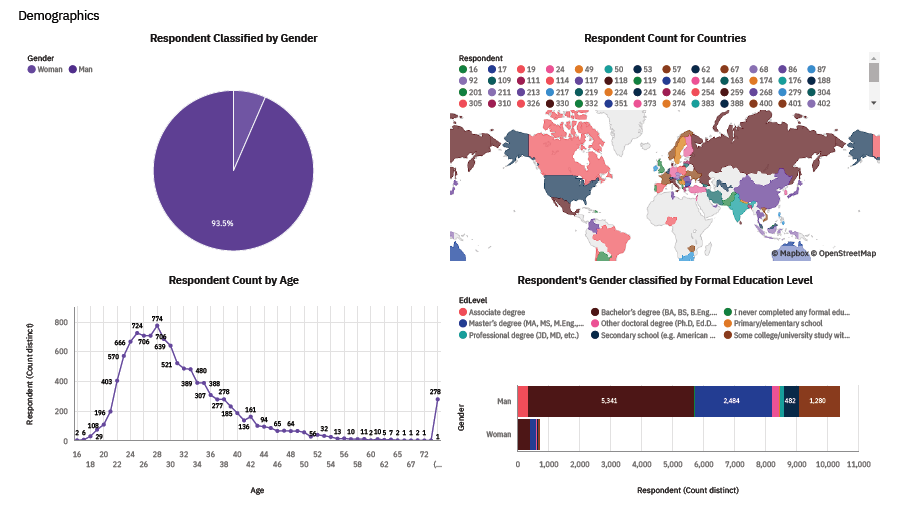 Demographics
Respondent Classified by Gender
Gender
Woman Man
93.5%
Respondent Count for Countries
Respondent
16 17 19 24 49 50 53 57 62 67 68 86 87
92 109 111 114 117 118 119 140 144 163 174 176 188
201 211 213 217 219 224 241 246 254 259 268 279 304
305 310 326 330 332 351 373 374 383 388 400 401 402
© Mapbox © OpenStreetMap
Respondent Count by Age
Respondent (Count distinct)
800
600
400
200
0
2 6 29 108 196 403 570 666 724 706 774 706 639 521 389 480 307 388 277 278 185 136 161 94 65 64 56 32 13 10 11 2 10 6 5 7 2 1 1 2 1 278 1
16 20 24 28 32 36 40 44 48 52 56 60 65 72
18 22 26 30 34 38 42 46 50 54 58 62 67 (...
Age
Respondent's Gender classified by Formal Education Level
EdLevel
Associate degree Bachelor's degree (BA, BS, B.Eng.... I never completed any formal edu...
Master's degree (MA, MS, M.Eng.,... Other doctoral degree (Ph.D, Ed.D... Primary/elementary school
Professional degree (JD, MD, etc.) Secondary school (e.g. American ... Some college/university study wit...
Gender
Man 5,341 2,484 482 1,280
Woman
0 1,000 2,000 3,000 4,000 5,000 6,000 7,000 8,000 9,000 10,000 11,000
Respondent (Count distinct)